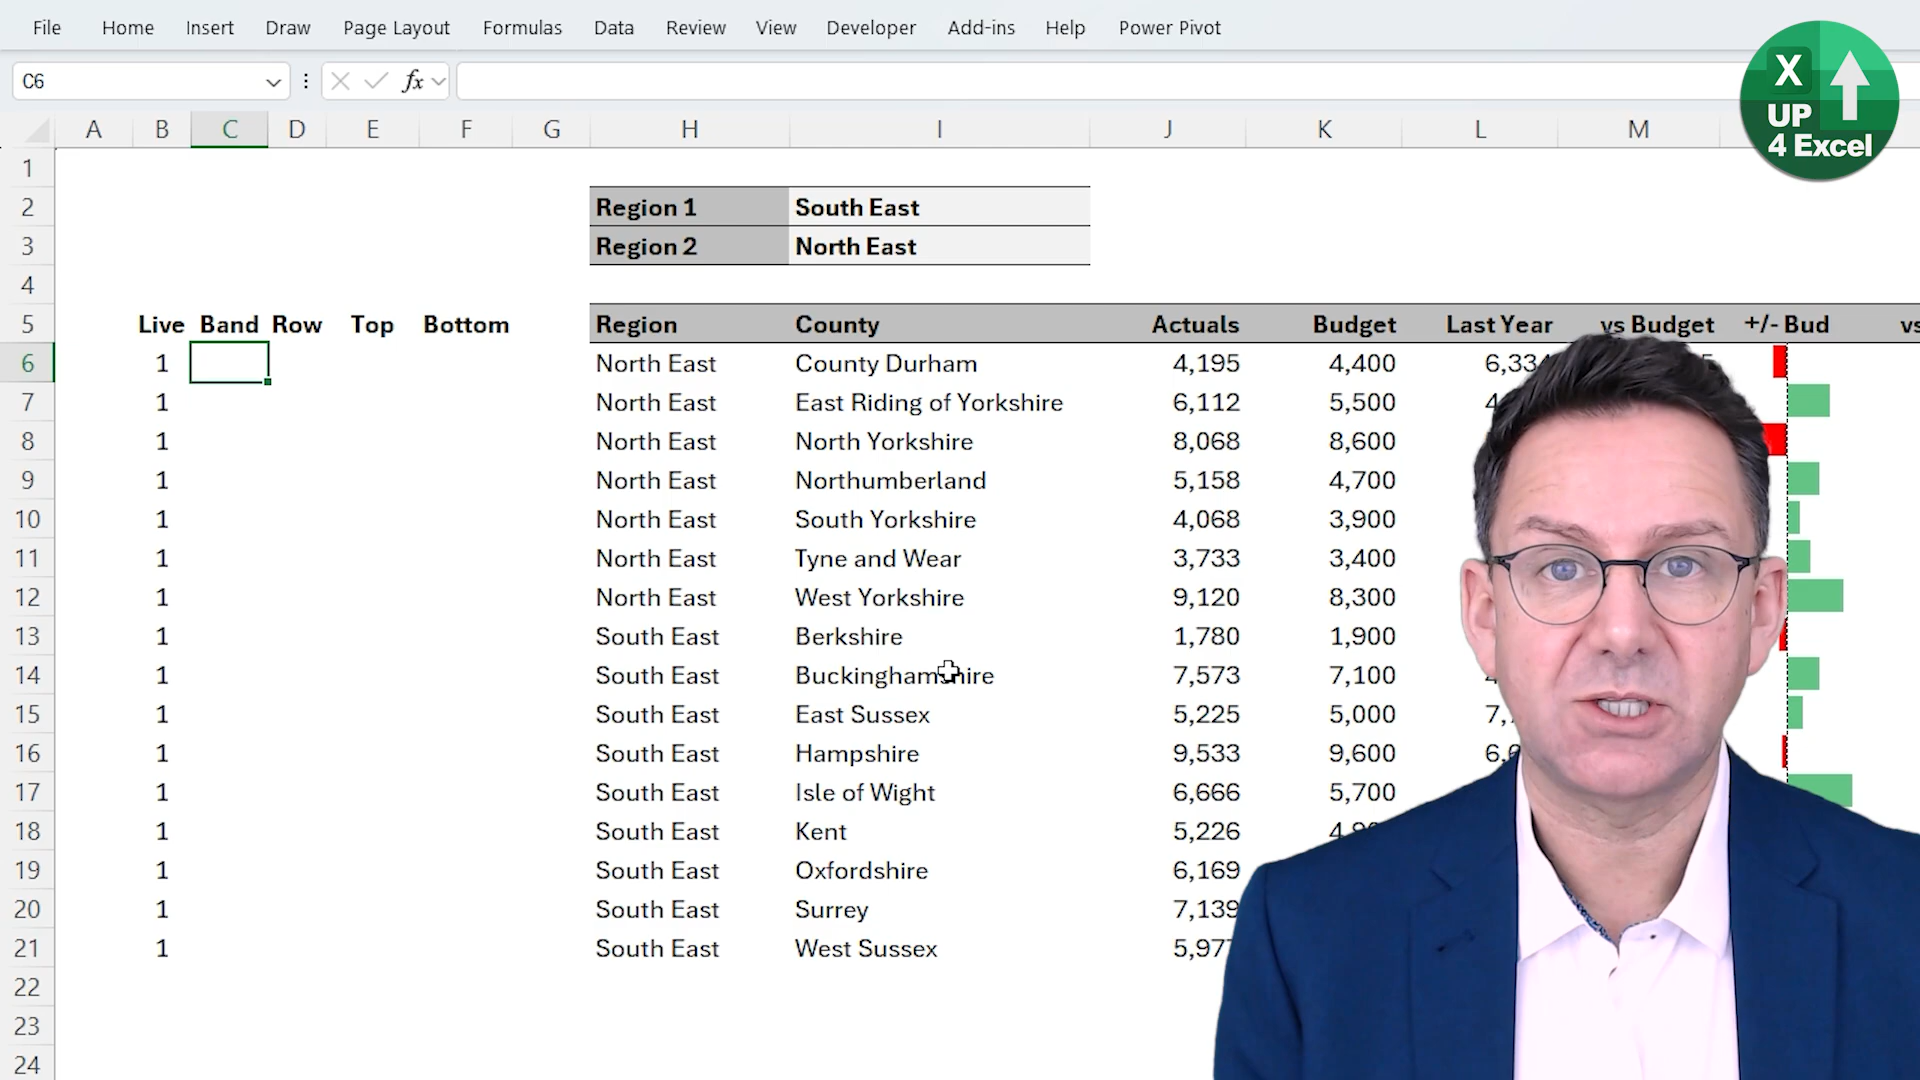 File Home Insert Draw Page Layout Formulas Data Review View Developer Add-ins Help Power Pivot
C6 fx
X
UP
4 Excel
A B C D E F G H I J K L M
1
2 Region 1 South East
3 Region 2 North East
4
5 Live Band Row Top Bottom Region County Actuals Budget Last Year vs Budget +/- Bud vs
6 1 North East County Durham 4,195 4,400 6,334
7 1 North East East Riding of Yorkshire 6,112 5,500
8 1 North East North Yorkshire 8,068 8,600
9 1 North East Northumberland 5,158 4,700
10 1 North East South Yorkshire 4,068 3,900
11 1 North East Tyne and Wear 3,733 3,400
12 1 North East West Yorkshire 9,120 8,300
13 1 South East Berkshire 1,780 1,900
14 1 South East Buckinghamshire 7,573 7,100
15 1 South East East Sussex 5,225 5,000
16 1 South East Hampshire 9,533 9,600
17 1 South East Isle of Wight 6,666 5,700
18 1 South East Kent 5,226
19 1 South East Oxfordshire 6,169
20 1 South East Surrey 7,139
21 1 South East West Sussex
22
23
24